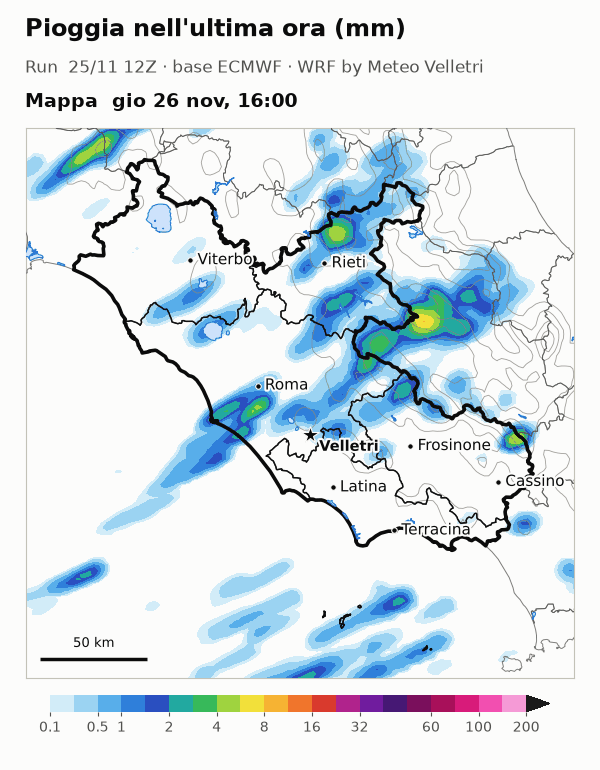 Pioggia nell'ultima ora (mm)
Run  25/11 12Z · base ECMWF · WRF by Meteo Velletri
Mappa  gio 26 nov, 16:00
Viterbo
Rieti
Roma
Velletri
Frosinone
Cassino
Latina
Terracina
50 km
0.1 0.5 1 2 4 8 16 32 60 100 200